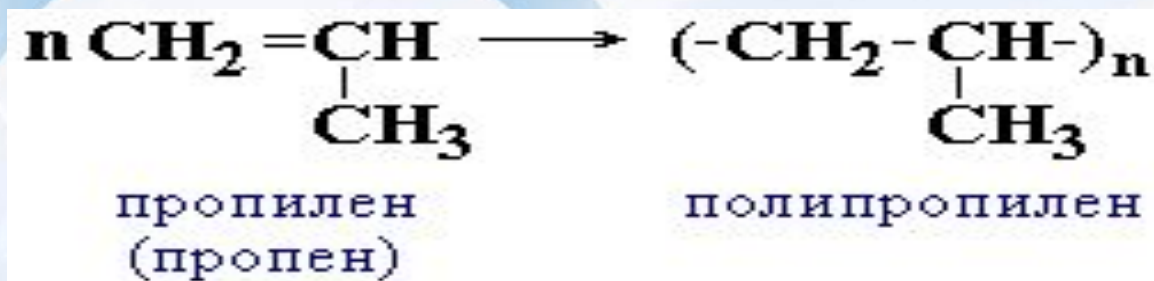 n CH₂=CH ⟶ (-CH₂-CH-)ₙ
CH₃ CH₃
пропилен полипропилен
(пропен)